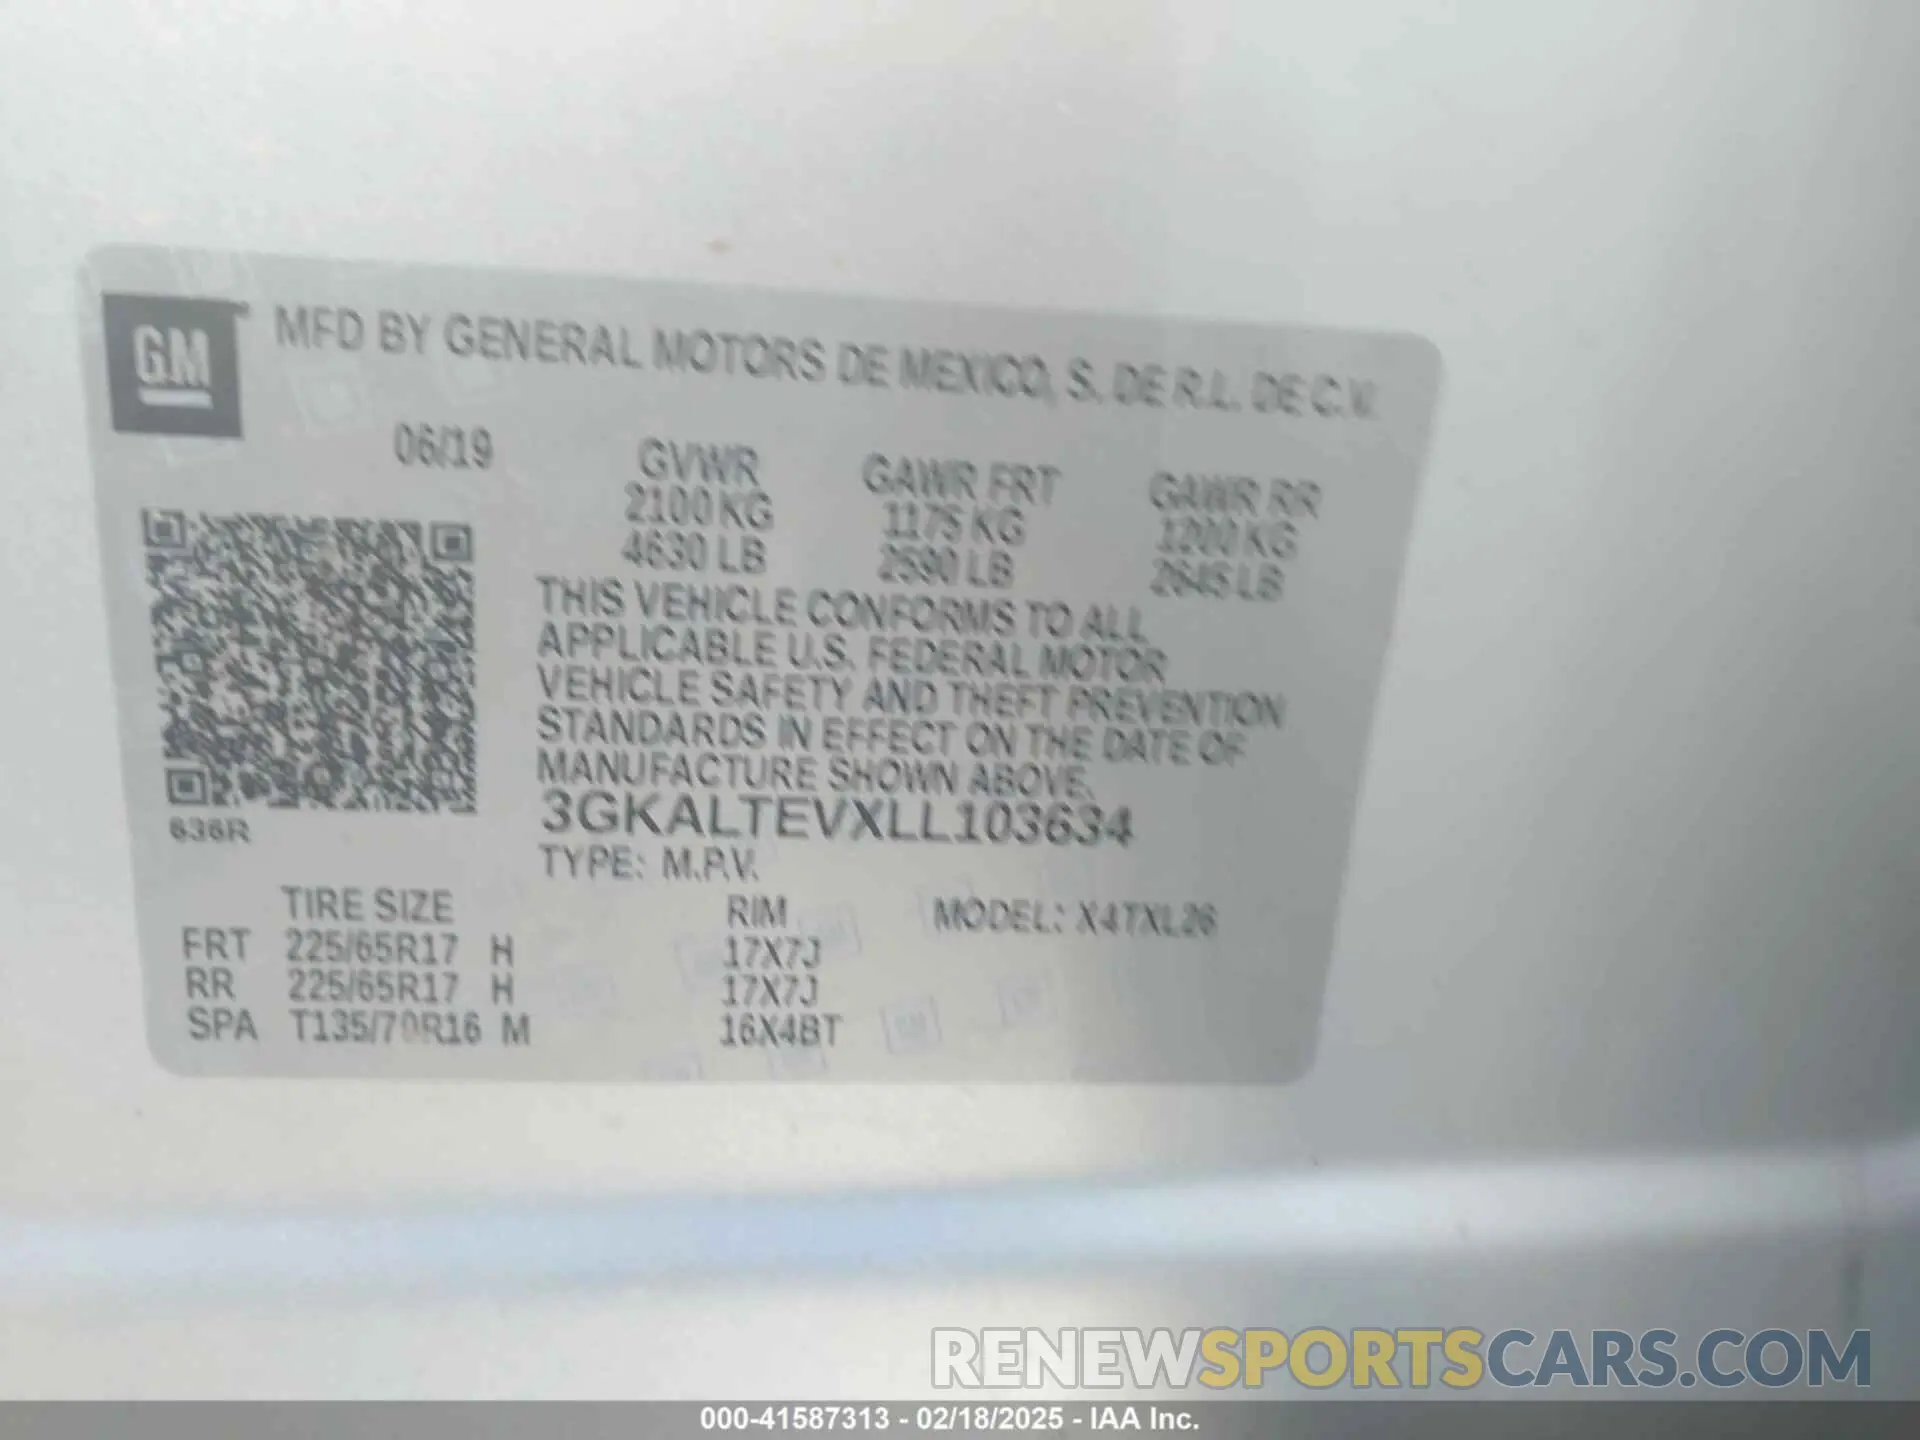 GM
MFD BY GENERAL MOTORS DE MEXICO, S. DE R.L. DE C.V.
06/19
GVWR GAWR FRT GAWR RR
2100 KG 1175 KG 1200 KG
4630 LB 2590 LB 2645 LB
THIS VEHICLE CONFORMS TO ALL
APPLICABLE U.S. FEDERAL MOTOR
VEHICLE SAFETY AND THEFT PREVENTION
STANDARDS IN EFFECT ON THE DATE OF
MANUFACTURE SHOWN ABOVE.
636R
3GKALTEVXLL103634
TYPE: M.P.V.
TIRE SIZE RIM MODEL: X4TXL26
FRT 225/65R17 H 17X7J
RR 225/65R17 H 17X7J
SPA T135/70R16 M 16X4BT
RENEWSPORTSCARS.COM
000-41587313 - 02/18/2025 - IAA Inc.